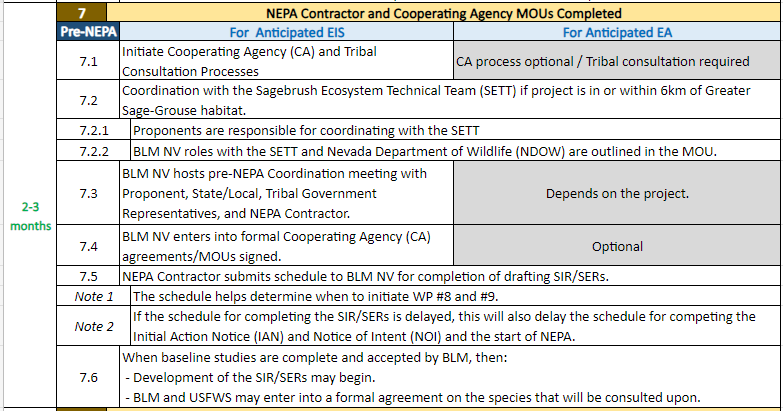 7 NEPA Contractor and Cooperating Agency MOUs Completed
Pre-NEPA For Anticipated EIS For Anticipated EA
2-3
months
7.1 Initiate Cooperating Agency (CA) and Tribal
Consultation Processes
CA process optional / Tribal consultation required
7.2 Coordination with the Sagebrush Ecosystem Technical Team (SETT) if project is in or within 6km of Greater
Sage-Grouse habitat.
7.2.1 Proponents are responsible for coordinating with the SETT
7.2.2 BLM NV roles with the SETT and Nevada Department of Wildlife (NDOW) are outlined in the MOU.
7.3 BLM NV hosts pre-NEPA Coordination meeting with
Proponent, State/Local, Tribal Government
Representatives, and NEPA Contractor.
Depends on the project.
7.4 BLM NV enters into formal Cooperating Agency (CA)
agreements/MOUs signed.
Optional
7.5 NEPA Contractor submits schedule to BLM NV for completion of drafting SIR/SERs.
Note 1 The schedule helps determine when to initiate WP #8 and #9.
Note 2 If the schedule for completing the SIR/SERs is delayed, this will also delay the schedule for competing the
Initial Action Notice (IAN) and Notice of Intent (NOI) and the start of NEPA.
7.6 When baseline studies are complete and accepted by BLM, then:
- Development of the SIR/SERs may begin.
- BLM and USFWS may enter into a formal agreement on the species that will be consulted upon.